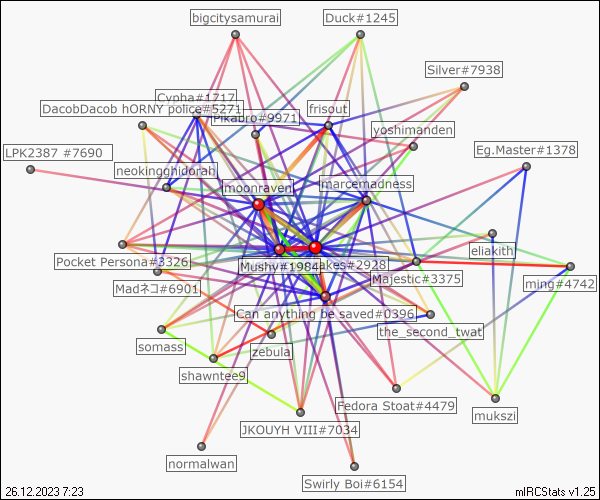 bigcitysamurai
Duck#1245
Silver#7938
Cypha#1717
DacobDacob hORNY police#5271
Pikabro#9971
frisout
yoshimanden
LPK2387 #7690
Eg.Master#1378
neokingghidorah
moonraven
marcemadness
eliakith
Pocket Persona#3326
Mushy#1984
akes#2928
Majestic#3375
ming#4742
Madネコ#6901
Can anything be saved#0396
the_second_twat
somass
zebula
shawntee9
Fedora Stoat#4479
mukszi
JKOUYH VIII#7034
normalwan
Swirly Boi#6154
26.12.2023 7:23
mIRCStats v1.25